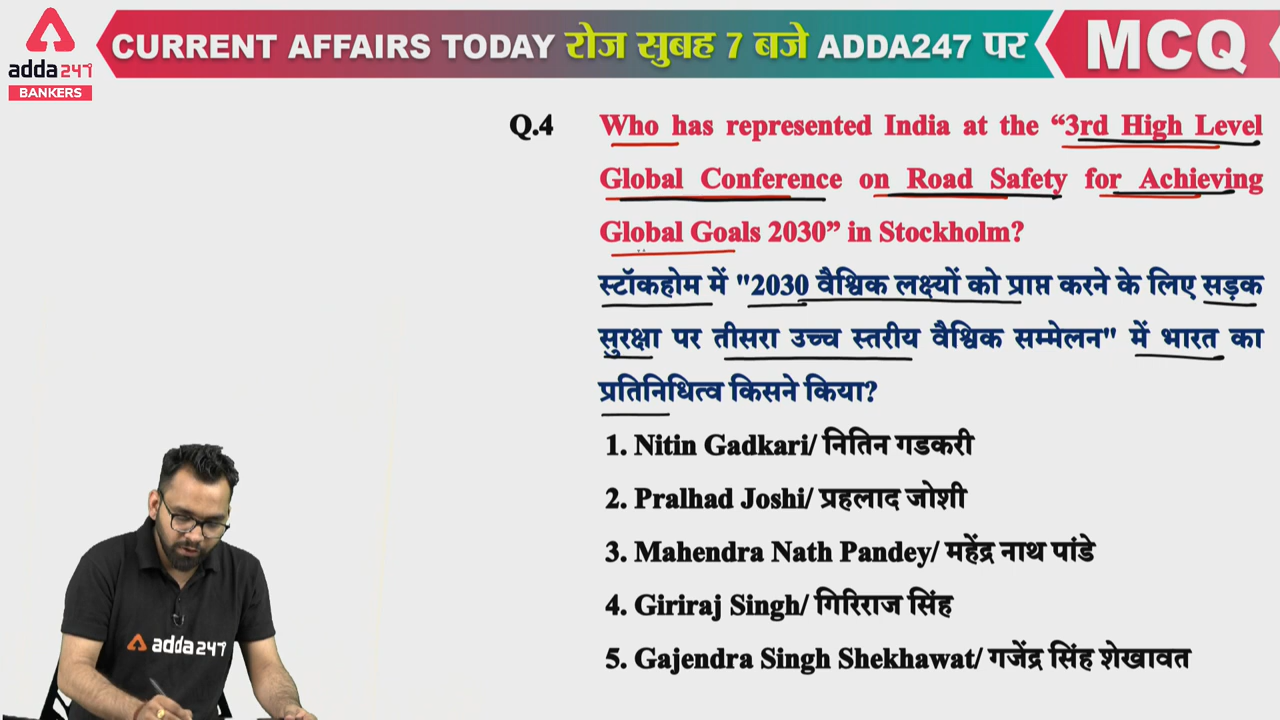 adda247
BANKERS
CURRENT AFFAIRS TODAY रोज सुबह 7 बजे ADDA247 पर
MCQ
Q.4 Who has represented India at the “3rd High Level
Global Conference on Road Safety for Achieving
Global Goals 2030” in Stockholm?
स्टॉकहोम में "2030 वैश्विक लक्ष्यों को प्राप्त करने के लिए सड़क
सुरक्षा पर तीसरा उच्च स्तरीय वैश्विक सम्मेलन" में भारत का
प्रतिनिधित्व किसने किया?
1. Nitin Gadkari/ नितिन गडकरी
2. Pralhad Joshi/ प्रहलाद जोशी
3. Mahendra Nath Pandey/ महेंद्र नाथ पांडे
4. Giriraj Singh/ गिरिराज सिंह
5. Gajendra Singh Shekhawat/ गजेंद्र सिंह शेखावत
adda247